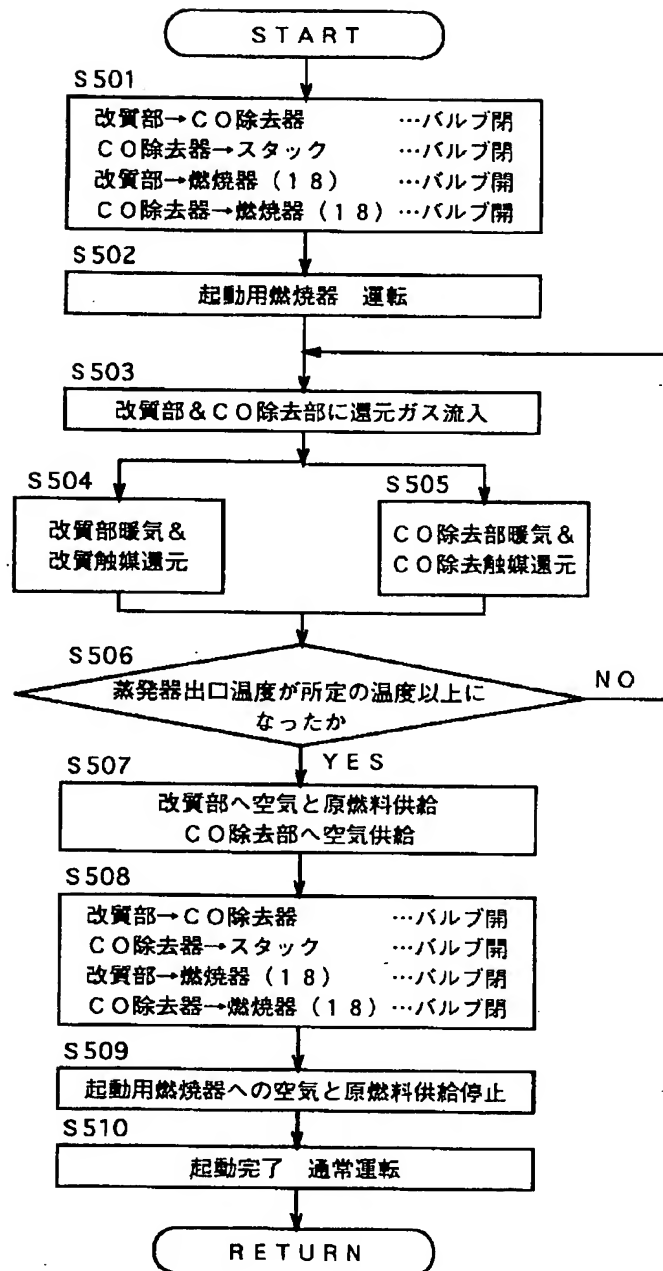 START
S501
改質部→CO除去器 …バルブ閉
CO除去器→スタック …バルブ閉
改質部→燃焼器(18) …バルブ開
CO除去器→燃焼器(18)…バルブ開
S502
起動用燃焼器 運転
S503
改質部&CO除去部に還元ガス流入
S504
改質部暖気&
改質触媒還元
S505
CO除去部暖気&
CO除去触媒還元
S506
蒸発器出口温度が所定の温度以上に
なったか
NO
YES
S507
改質部へ空気と原燃料供給
CO除去部へ空気供給
S508
改質部→CO除去器 …バルブ開
CO除去器→スタック …バルブ開
改質部→燃焼器(18) …バルブ閉
CO除去器→燃焼器(18)…バルブ閉
S509
起動用燃焼器への空気と原燃料供給停止
S510
起動完了 通常運転
RETURN